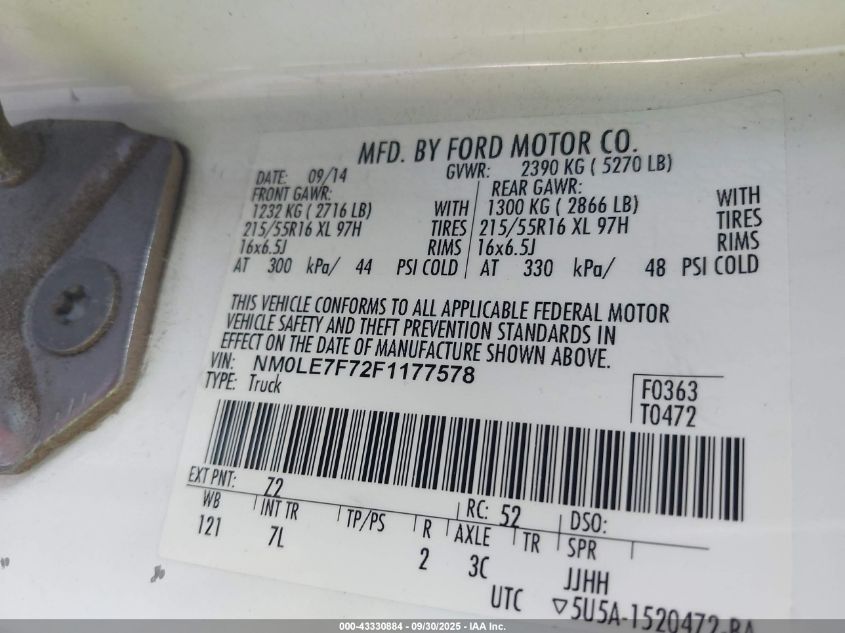 MFD. BY FORD MOTOR CO.
DATE: 09/14 GVWR: 2390 KG ( 5270 LB)
FRONT GAWR: REAR GAWR:
1232 KG ( 2716 LB) WITH 1300 KG ( 2866 LB) WITH
215/55R16 XL 97H TIRES 215/55R16 XL 97H TIRES
16x6.5J RIMS 16x6.5J RIMS
AT 300 kPa/ 44 PSI COLD AT 330 kPa/ 48 PSI COLD
THIS VEHICLE CONFORMS TO ALL APPLICABLE FEDERAL MOTOR
VEHICLE SAFETY AND THEFT PREVENTION STANDARDS IN
EFFECT ON THE DATE OF MANUFACTURE SHOWN ABOVE.
VIN: NM0LE7F72F1177578
TYPE: Truck
F0363
T0472
EXT PNT: Z2 RC: 52 DSO:
WB INT TR TP/PS R AXLE TR SPR
121 7L 2 3C JJHH
UTC ▽5U5A-1520472-BA
000-43330884 - 09/30/2025 - IAA Inc.